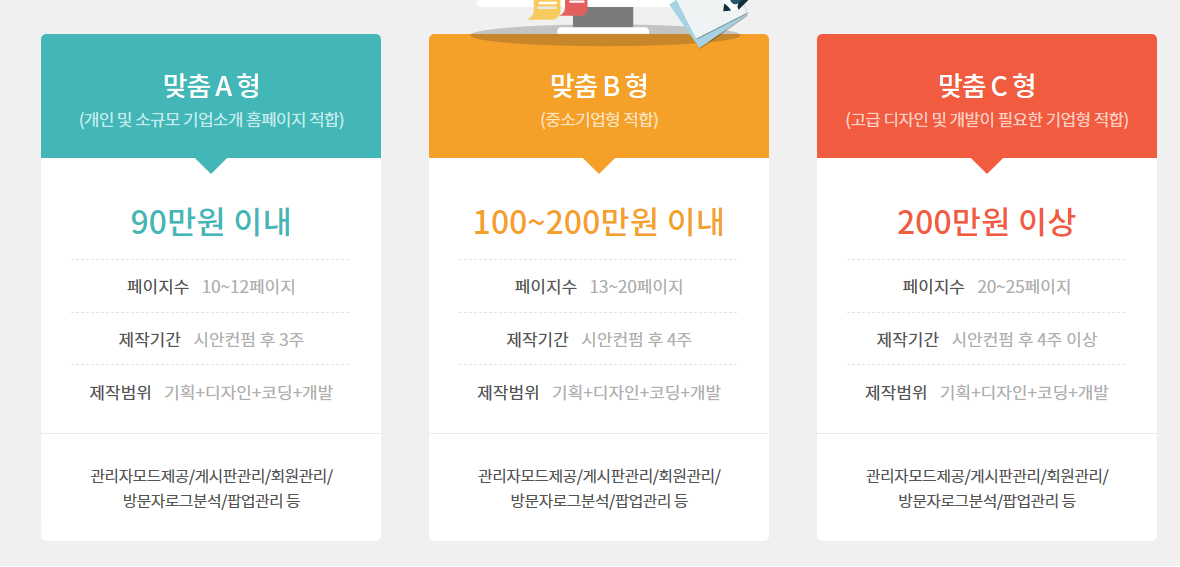 맞춤 A 형
(개인 및 소규모 기업소개 홈페이지 적합)
90만원 이내
페이지수 10~12페이지
제작기간 시안컨펌 후 3주
제작범위 기획+디자인+코딩+개발
관리자모드제공/게시판관리/회원관리/
방문자로그분석/팝업관리 등
맞춤 B 형
(중소기업형 적합)
100~200만원 이내
페이지수 13~20페이지
제작기간 시안컨펌 후 4주
제작범위 기획+디자인+코딩+개발
관리자모드제공/게시판관리/회원관리/
방문자로그분석/팝업관리 등
맞춤 C 형
(고급 디자인 및 개발이 필요한 기업형 적합)
200만원 이상
페이지수 20~25페이지
제작기간 시안컨펌 후 4주 이상
제작범위 기획+디자인+코딩+개발
관리자모드제공/게시판관리/회원관리/
방문자로그분석/팝업관리 등